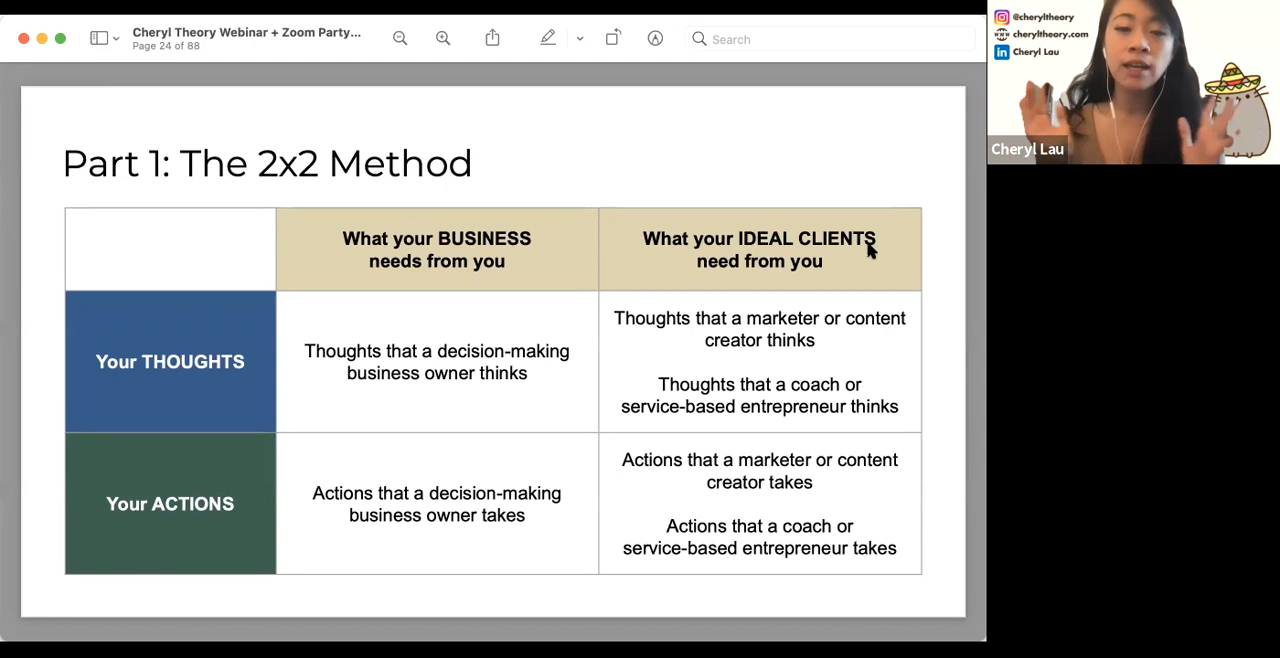 Cheryl Theory Webinar + Zoom Party...
Page 24 of 88
Search
@cheryltheory
cheryltheory.com
in Cheryl Lau
Cheryl Lau
Part 1: The 2x2 Method
What your BUSINESS
needs from you
What your IDEAL CLIENTS
need from you
Your THOUGHTS
Thoughts that a decision-making
business owner thinks
Thoughts that a marketer or content
creator thinks
Thoughts that a coach or
service-based entrepreneur thinks
Your ACTIONS
Actions that a decision-making
business owner takes
Actions that a marketer or content
creator takes
Actions that a coach or
service-based entrepreneur takes